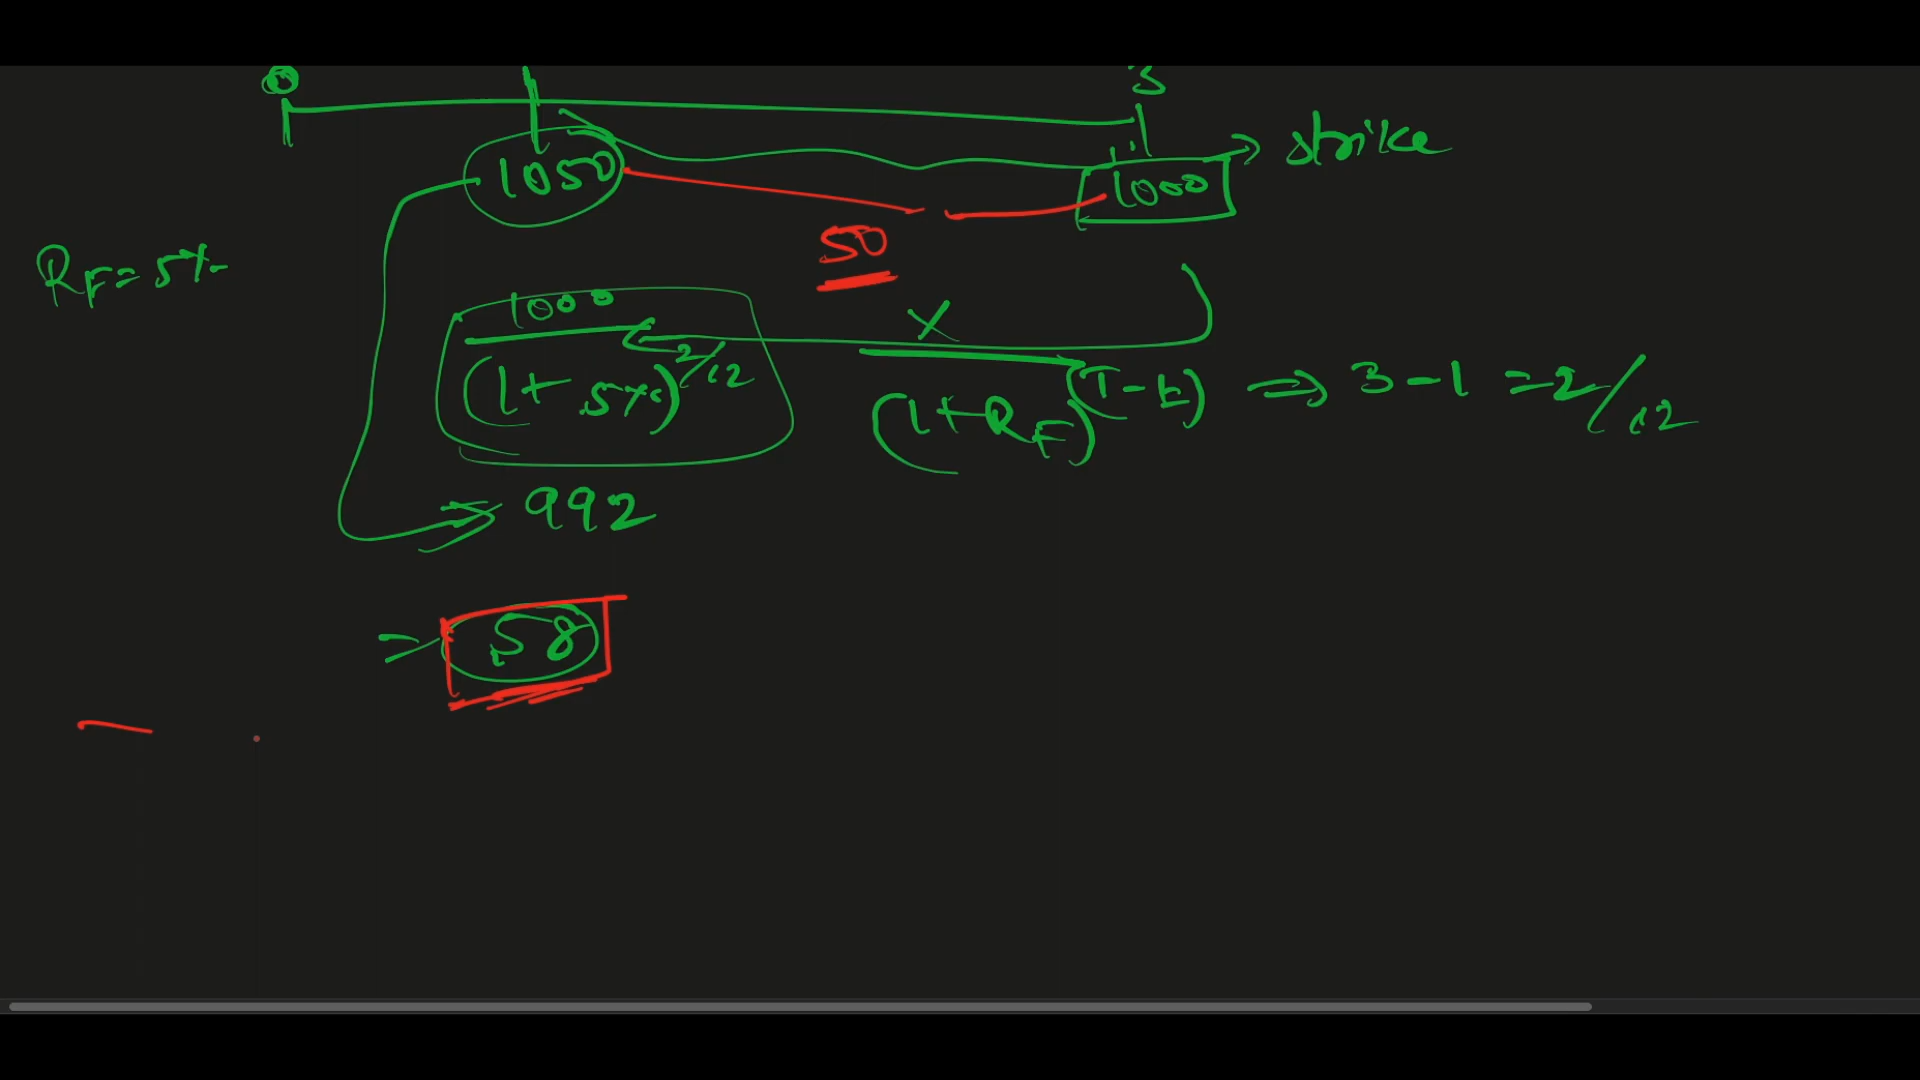 0 3
1050 1000 → strike
RF = 5%
50
1000 / (1 + .5%)^2/12
X / (1 + RF)^(T - t) ⇒ 3 - 1 = 2/12
⇒ 992
= 58